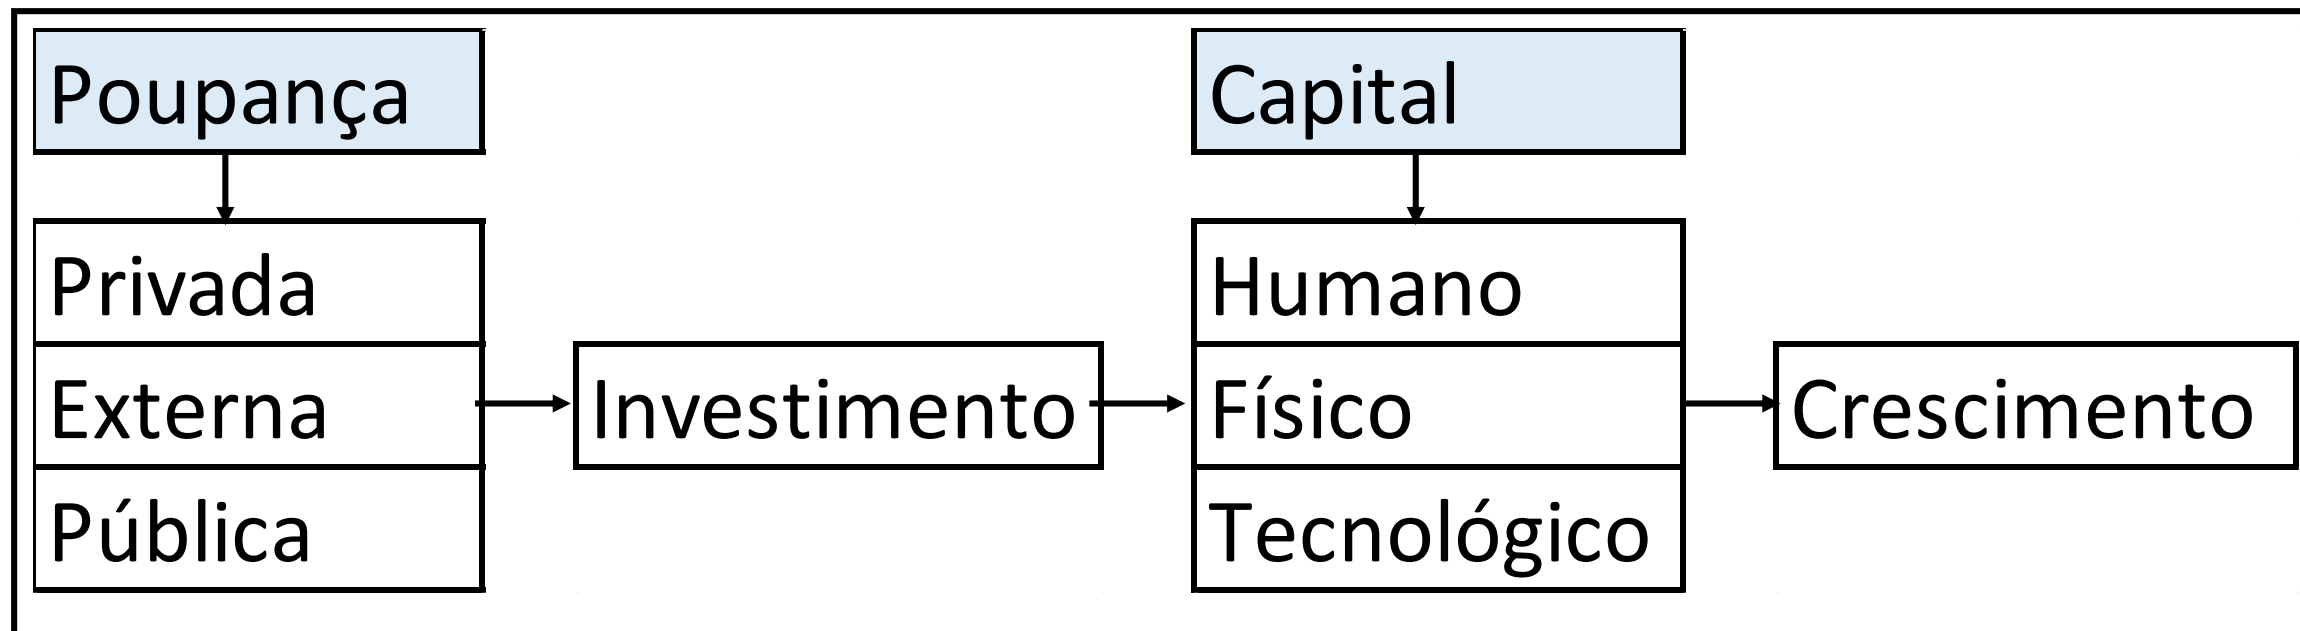 Poupança
Capital
Privada
Humano
Externa
Investimento
Físico
Crescimento
Pública
Tecnológico